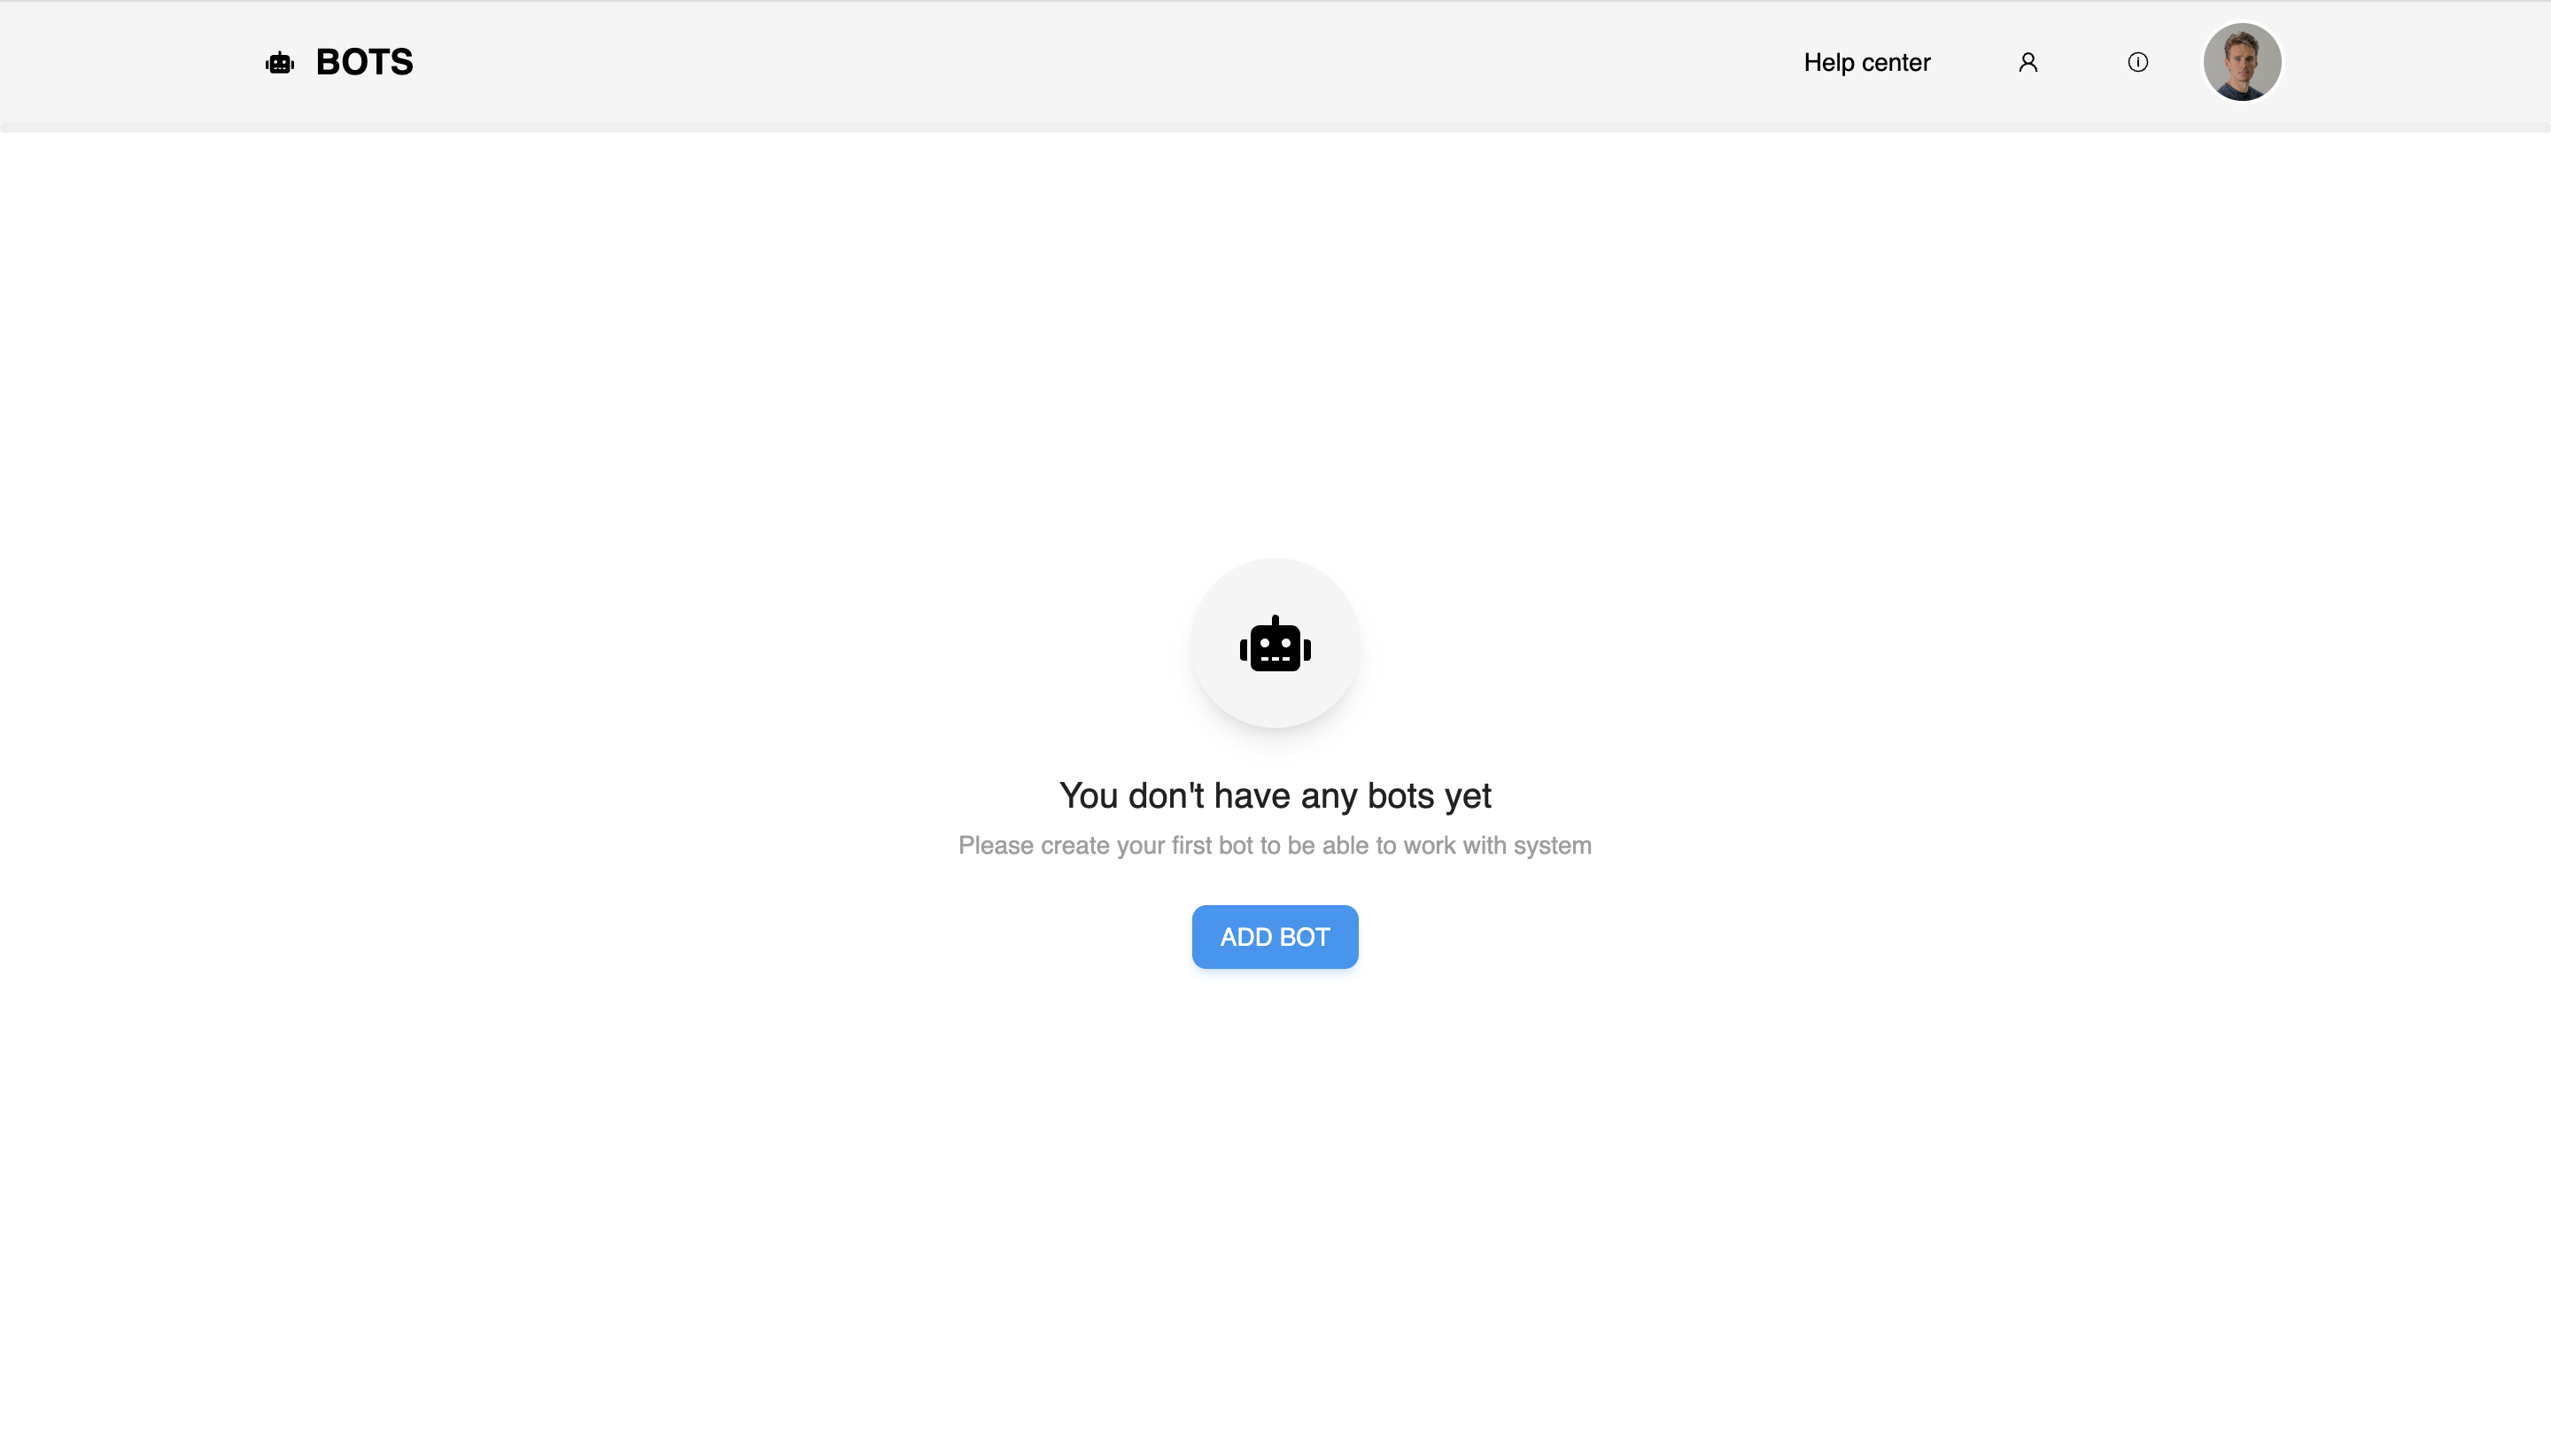 BOTS
Help center
You don't have any bots yet
Please create your first bot to be able to work with system
ADD BOT